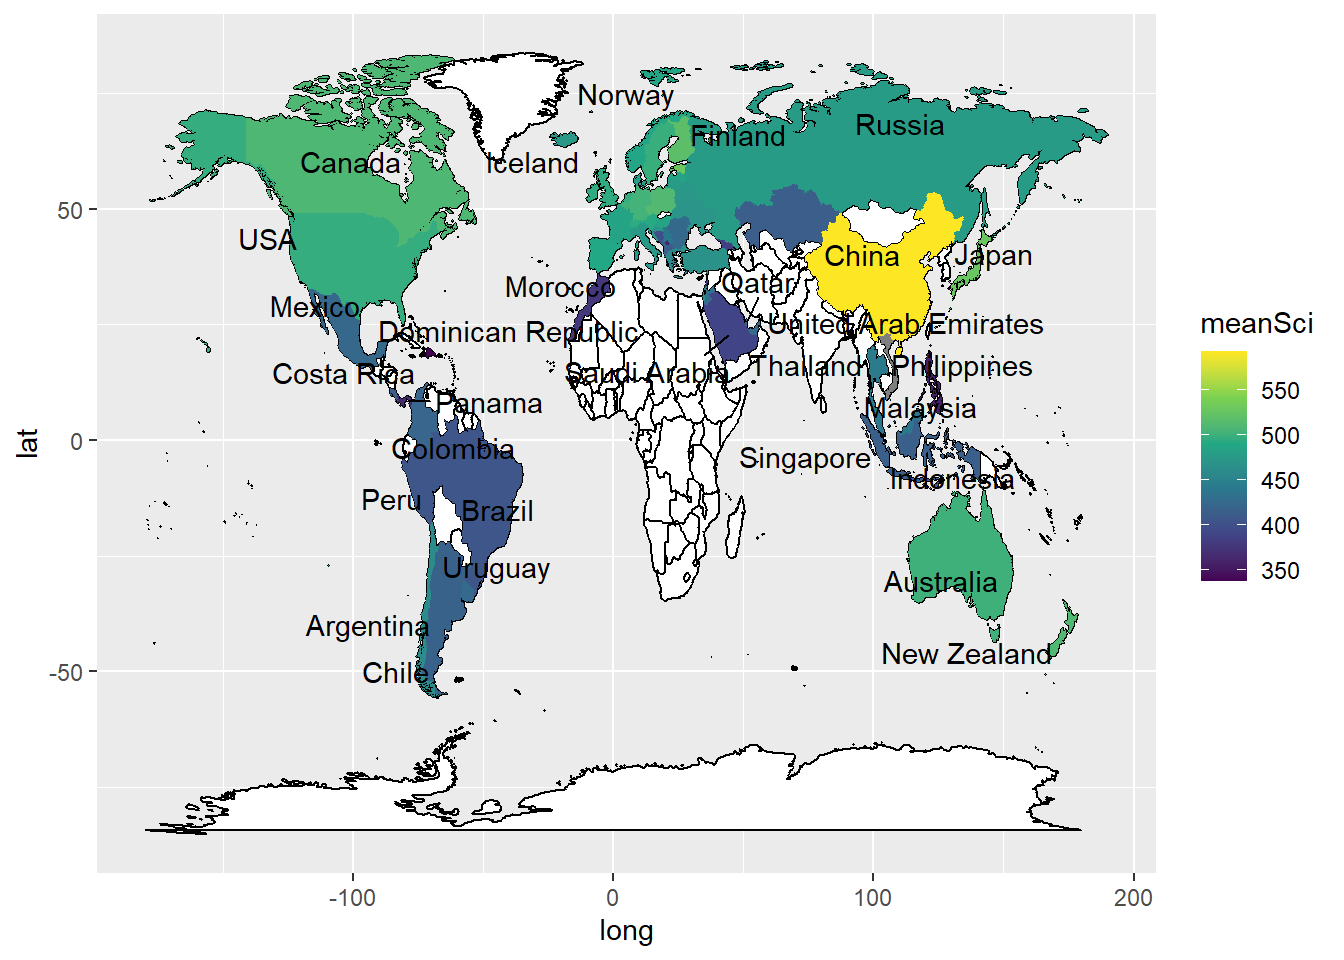 Norway
Finland
Russia
Canada
Iceland
USA
China
Japan
Qatar
Morocco
Mexico
Dominican Republic
United Arab Emirates
Costa Rica
Saudi Arabia
Thailand
Philippines
Panama
Malaysia
Colombia
Singapore
Indonesia
Peru
Brazil
Uruguay
Australia
Argentina
New Zealand
Chile
50
0
-50
lat
-100
0
100
200
long
meanSci
550
500
450
400
350